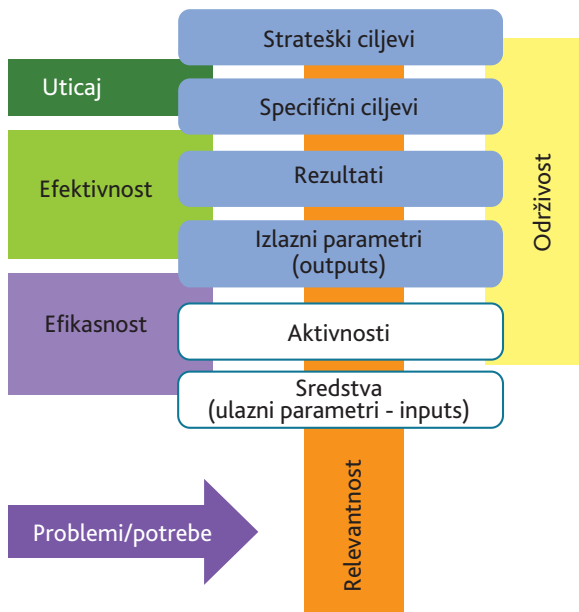 Strateški ciljevi
Uticaj
Specifični ciljevi
Efektivnost
Rezultati
Održivost
Izlazni parametri
(outputs)
Efikasnost
Aktivnosti
Sredstva
(ulazni parametri - inputs)
Problemi/potrebe
Relevantnost